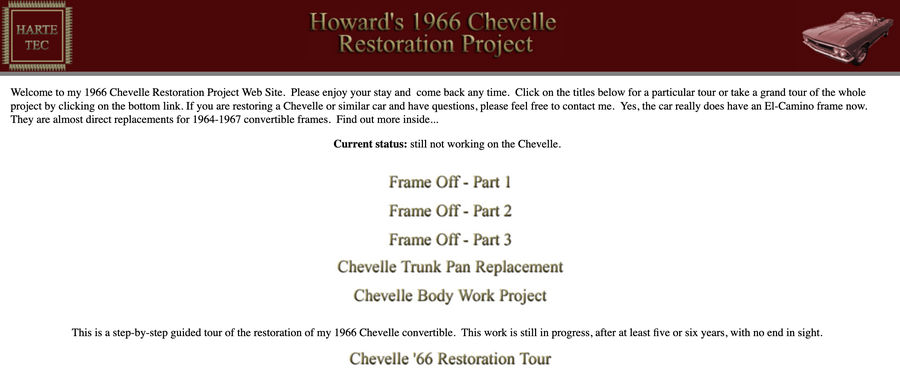 HARTE
TEC
Howard's 1966 Chevelle
Restoration Project
Welcome to my 1966 Chevelle Restoration Project Web Site.  Please enjoy your stay and  come back any time.  Click on the titles below for a particular tour or take a grand tour of the whole
project by clicking on the bottom link. If you are restoring a Chevelle or similar car and have questions, please feel free to contact me.  Yes, the car really does have an El-Camino frame now.
They are almost direct replacements for 1964-1967 convertible frames.  Find out more inside...
Current status: still not working on the Chevelle.
Frame Off - Part 1
Frame Off - Part 2
Frame Off - Part 3
Chevelle Trunk Pan Replacement
Chevelle Body Work Project
This is a step-by-step guided tour of the restoration of my 1966 Chevelle convertible.  This work is still in progress, after at least five or six years, with no end in sight.
Chevelle '66 Restoration Tour